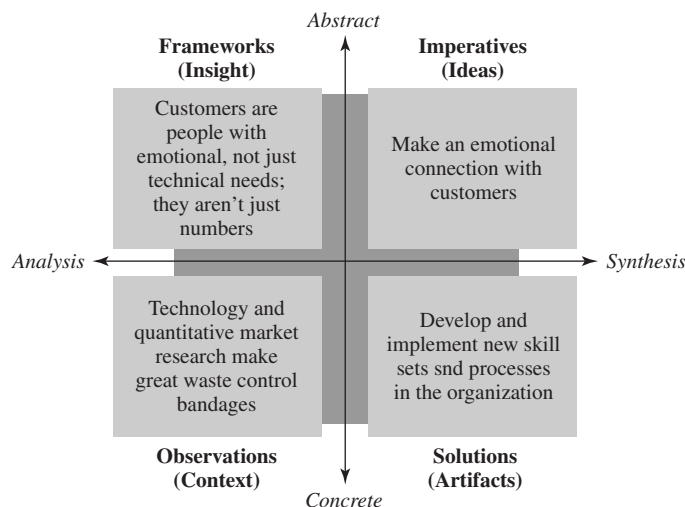 Abstract
Frameworks
(Insight)
Imperatives
(Ideas)
Customers are
people with
emotional, not just
technical needs;
they aren't just
numbers
Make an emotional
connection with
customers
Analysis
Synthesis
Technology and
quantitative market
research make
great waste control
bandages
Develop and
implement new skill
sets snd processes
in the organization
Observations
(Context)
Solutions
(Artifacts)
Concrete